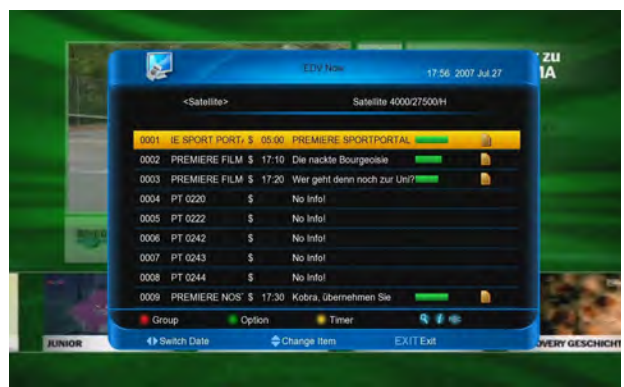 zu
EDV Now 17:56 2007 Jul.27 MA
<Satellite> Satellite 4000/27500/H
0001 IE SPORT PORT/ $ 05:00 PREMIERE SPORTPORTAL
0002 PREMIERE FILM $ 17:10 Die nackte Bourgeoisie
0003 PREMIERE FILM $ 17:20 Wer geht denn noch zur Uni?
0004 PT 0220 $ No Info!
0005 PT 0222 $ No Info!
0006 PT 0242 $ No Info!
0007 PT 0243 $ No Info!
0008 PT 0244 $ No Info!
0009 PREMIERE NOS $ 17:30 Kobra, übernehmen Sie
Group Option Timer
Switch Date Change Item EXIT Exit
JUNIOR OVERY GESCHICHT